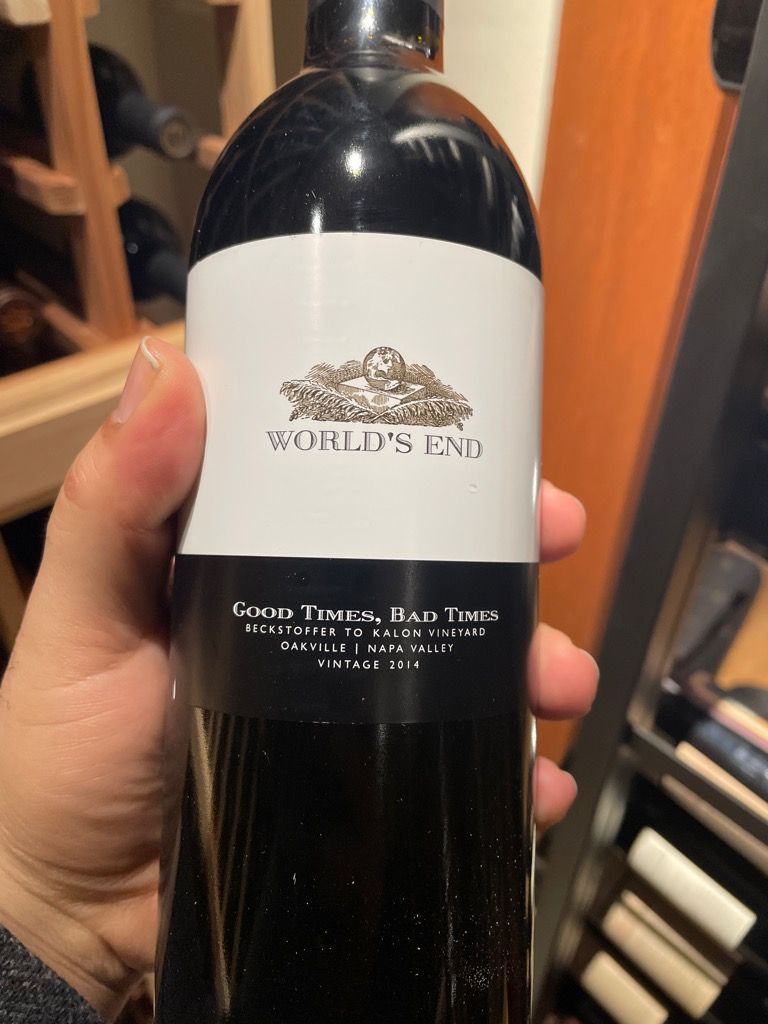 WORLD'S END
GOOD TIMES, BAD TIMES
BECKSTOFFER TO KALON VINEYARD
OAKVILLE | NAPA VALLEY
VINTAGE 2014